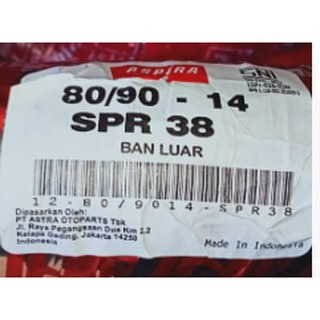 ASPIRA
SNI
80/90 - 14
SPR 38
BAN LUAR
12-80/9014-SPR38
Dipasarkan Oleh:
PT ASTRA OTOPARTS Tbk
Jl. Raya Pegangsaan Dua Km 2,2
Kelapa Gading, Jakarta 14250
Indonesia
Made In Indonesia